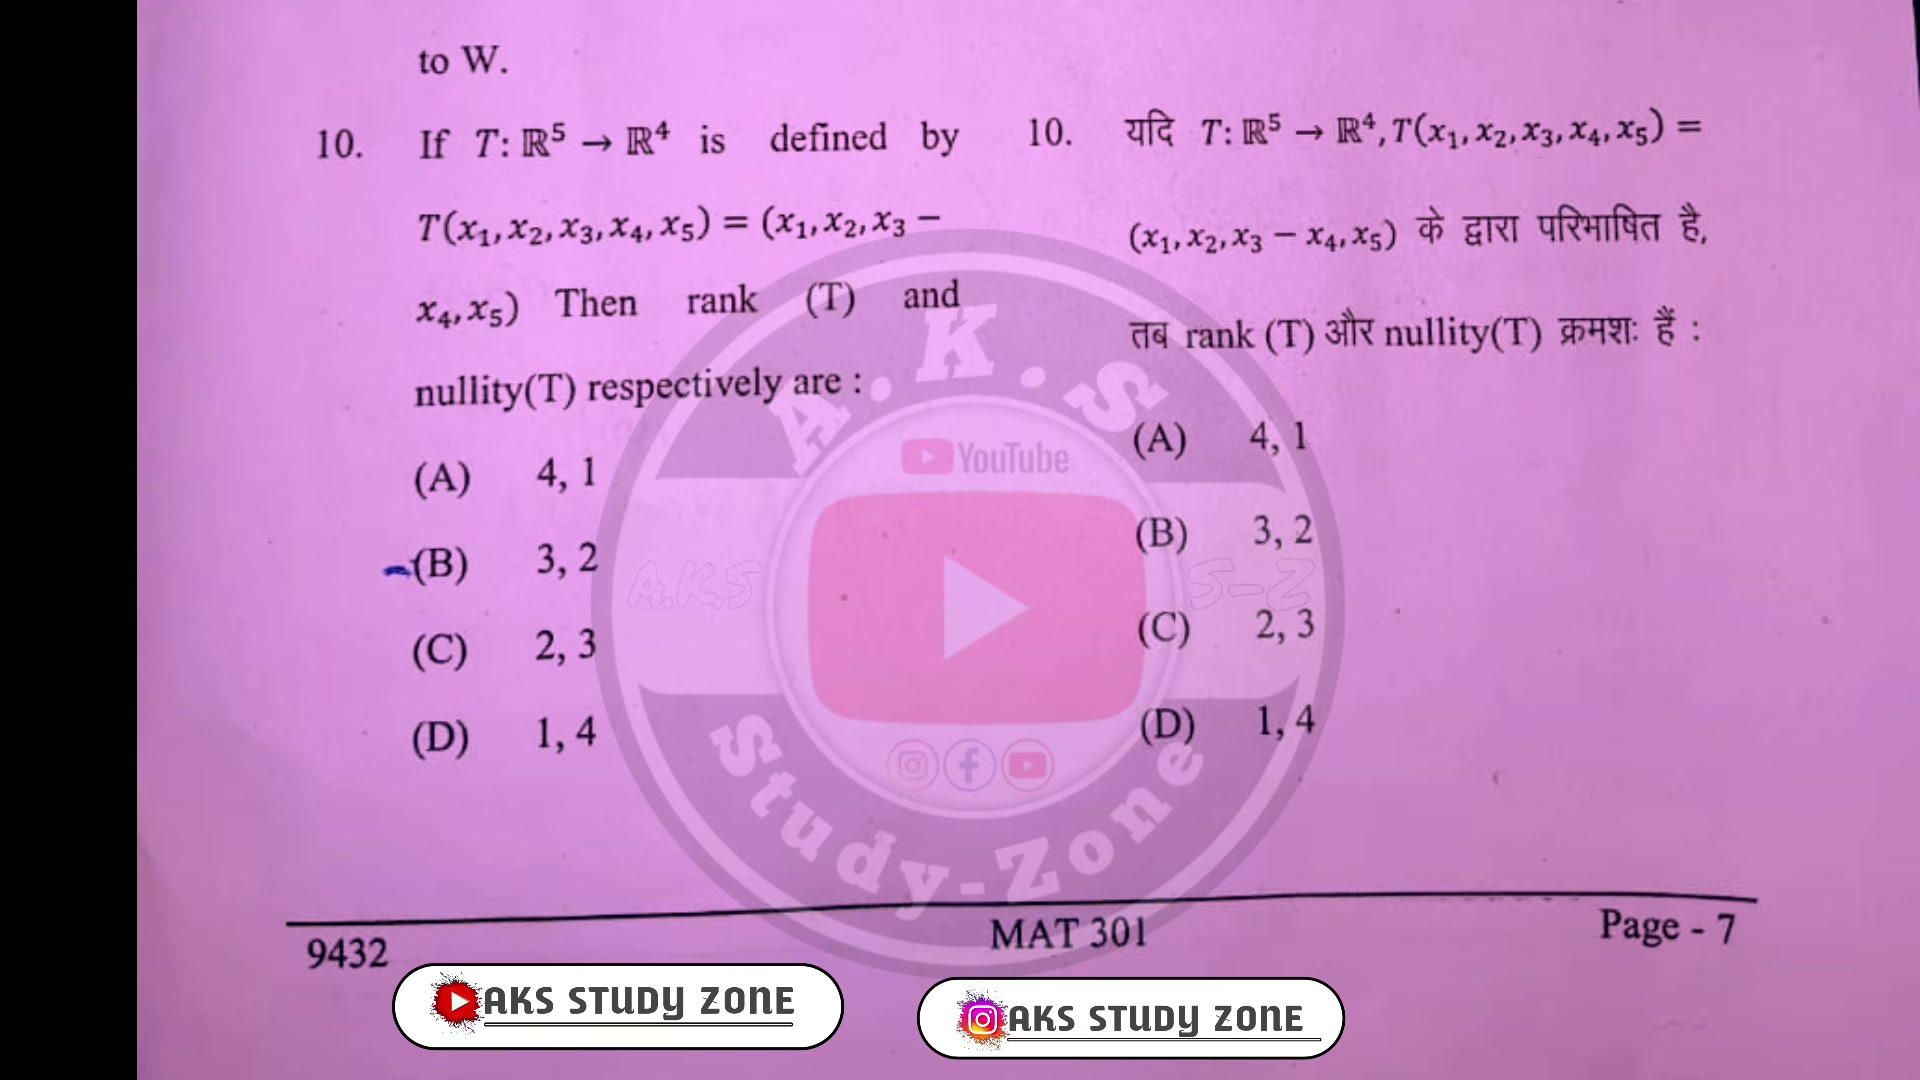 to W.
10. If T: ℝ⁵ → ℝ⁴ is defined by
T(x₁, x₂, x₃, x₄, x₅) = (x₁, x₂, x₃ −
x₄, x₅) Then rank (T) and
nullity(T) respectively are :
(A) 4, 1
(B) 3, 2
(C) 2, 3
(D) 1, 4
10. यदि T: ℝ⁵ → ℝ⁴, T(x₁, x₂, x₃, x₄, x₅) =
(x₁, x₂, x₃ − x₄, x₅) के द्वारा परिभाषित है,
तब rank (T) और nullity(T) क्रमशः हैं :
(A) 4, 1
(B) 3, 2
(C) 2, 3
(D) 1, 4
A.K.S
YouTube
A.K.S
S-Z
Study-Zone
9432
MAT 301
Page - 7
AKS STUDY ZONE
AKS STUDY ZONE